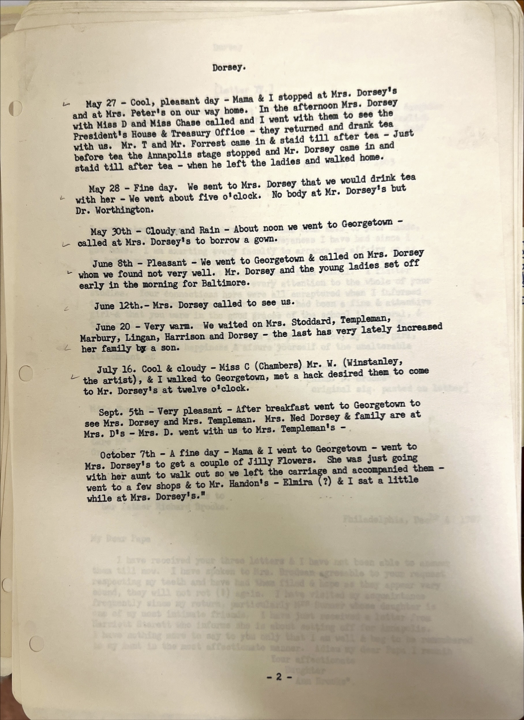 Dorsey.
May 27 - Cool, pleasant day - Mama & I stopped at Mrs. Dorsey's
and at Mrs. Peter's on our way home. In the afternoon Mrs. Dorsey
with Miss D and Miss Chase called and I went with them to see the
President's House & Treasury Office - they returned and drank tea
with us. Mr. T and Mr. Forrest came in & staid till after tea - Just
before tea the Annapolis stage stopped and Mr. Dorsey came in and
staid till after tea - when he left the ladies and walked home.
May 28 - Fine day. We sent to Mrs. Dorsey that we would drink tea
with her - We went about five o'clock. No body at Mr. Dorsey's but
Dr. Worthington.
May 30th - Cloudy and Rain - About noon we went to Georgetown -
called at Mrs. Dorsey's to borrow a gown.
June 8th - Pleasant - We went to Georgetown & called on Mrs. Dorsey
whom we found not very well. Mr. Dorsey and the young ladies set off
early in the morning for Baltimore.
June 12th.- Mrs. Dorsey called to see us.
June 20 - Very warm. We waited on Mrs. Stoddard, Templeman,
Marbury, Lingan, Harrison and Dorsey - the last has very lately increased
her family by a son.
July 16. Cool & cloudy - Miss C (Chambers) Mr. W. (Winstanley,
the artist), & I walked to Georgetown, met a hack desired them to come
to Mr. Dorsey's at twelve o'clock.
Sept. 5th - Very pleasant - After breakfast went to Georgetown to
see Mrs. Dorsey and Mrs. Templeman. Mrs. Ned Dorsey & family are at
Mrs. D's - Mrs. D. went with us to Mrs. Templeman's -
October 7th - A fine day - Mama & I went to Georgetown - went to
Mrs. Dorsey's to get a couple of Jilly Flowers. She was just going
with her aunt to walk out so we left the carriage and accompanied them -
went to a few shops & to Mr. Handon's - Elmira (?) & I sat a little
while at Mrs. Dorsey's."
- 2 -